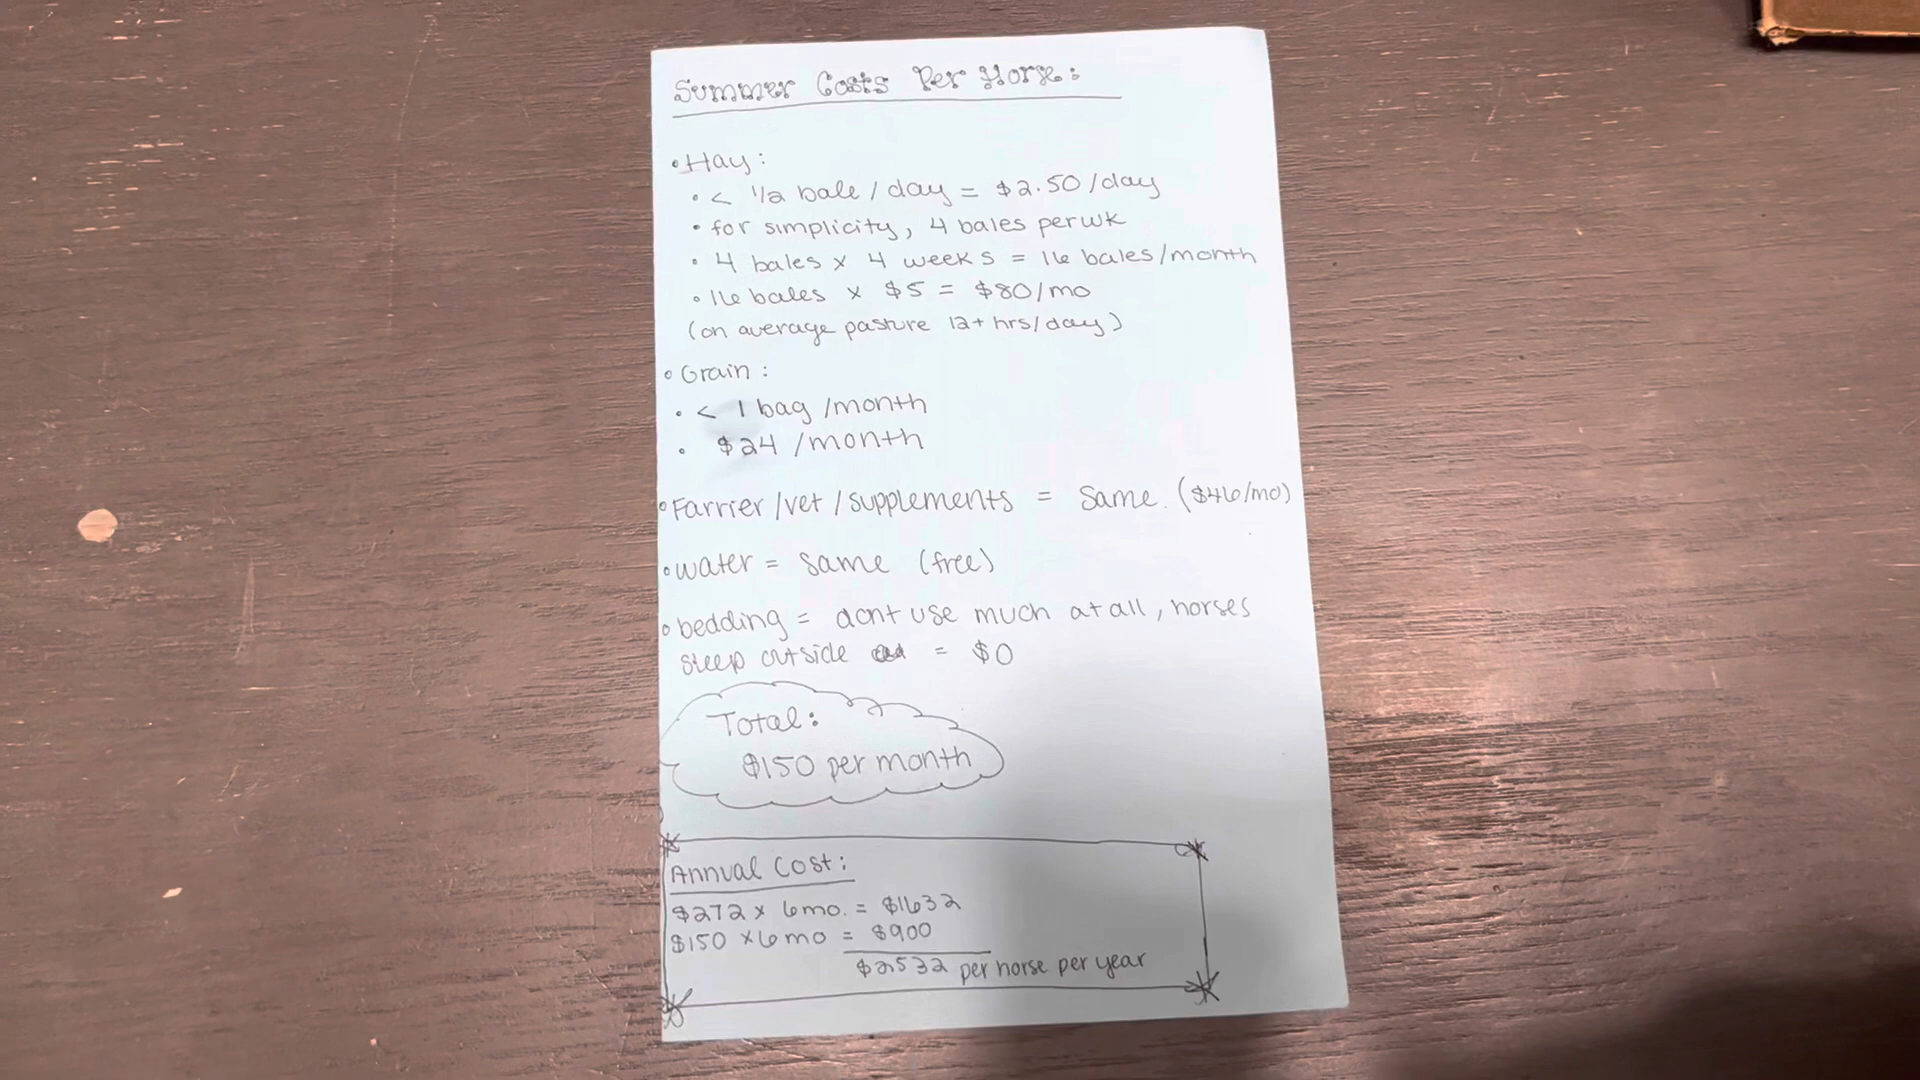 Summer Costs Per Horse:
• Hay:
• < 1/2 bale / day = $2.50 /day
• for simplicity, 4 bales per wk
• 4 bales x 4 weeks = 16 bales/month
• 16 bales x $5 = $80/mo
(on average pasture 12+ hrs/day)
• Grain:
• < 1 bag /month
• $24 /month
• Farrier /vet / supplements = Same. ($46/mo)
• water = same (free)
• bedding = dont use much at all, horses
sleep outside = $0
Total:
$150 per month
Annual Cost:
$272 x 6 mo. = $1632
$150 x 6 mo = $900
$2532 per horse per year